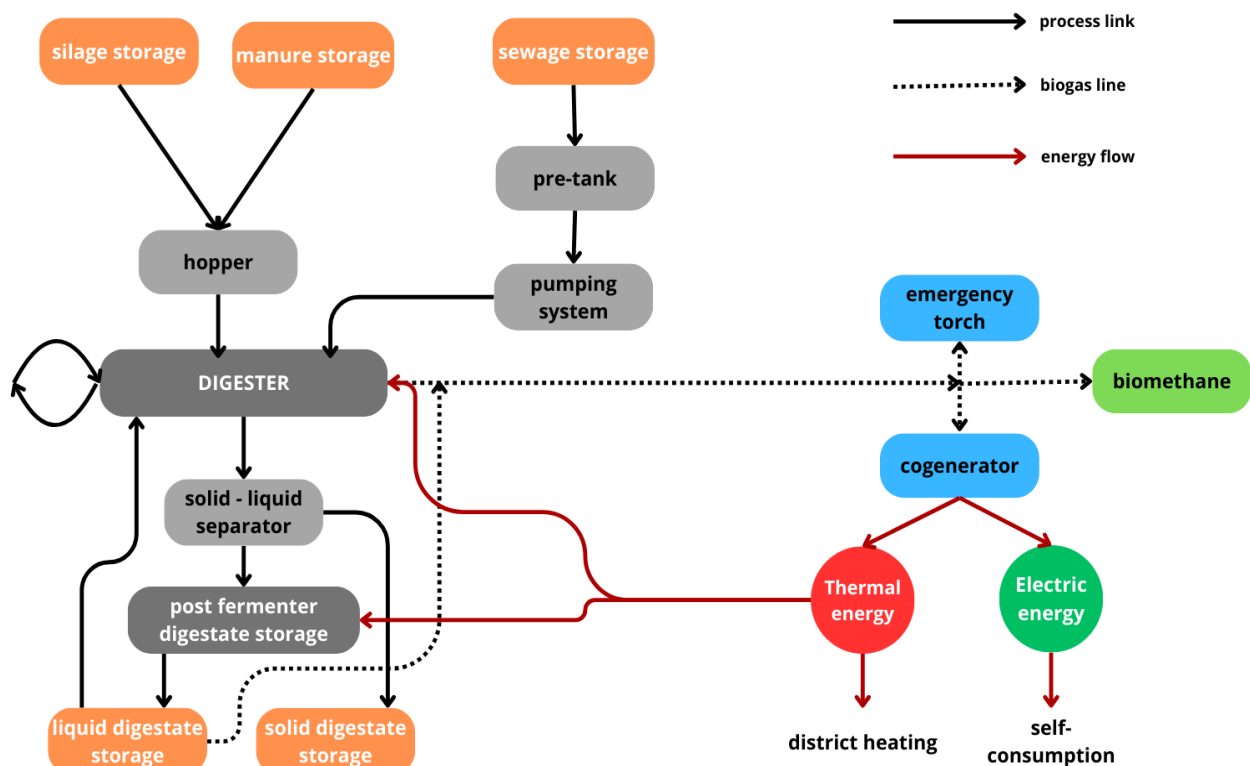 silage storage
manure storage
sewage storage
process link
biogas line
energy flow
pre-tank
hopper
pumping
system
emergency
torch
DIGESTER
biomethane
cogenerator
solid - liquid
separator
Thermal
energy
Electric
energy
post fermenter
digestate storage
liquid digestate
storage
solid digestate
storage
district heating
self-
consumption